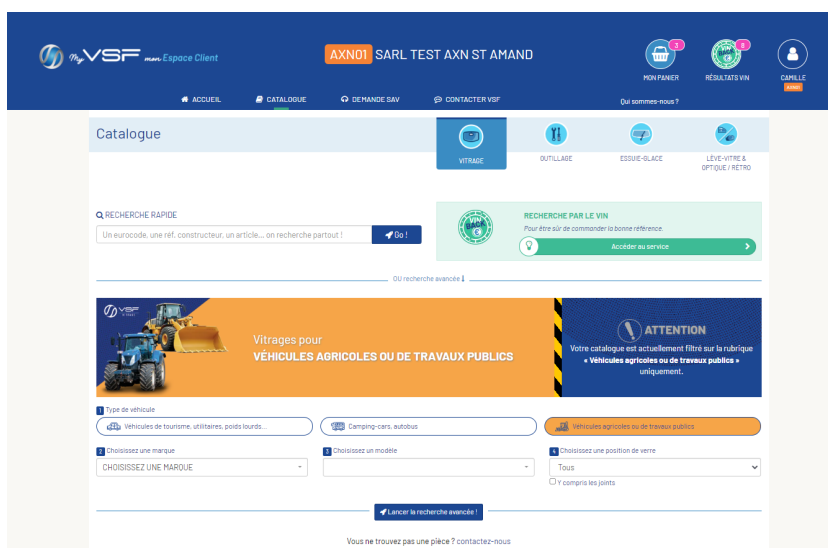 My VSF mon Espace Client
AXN01 SARL TEST AXN ST AMAND
3
MON PANIER
BACK
€
8
RÉSULTATS VIN
CAMILLE
AXN01
ACCUEIL
CATALOGUE
DEMANDE SAV
CONTACTER VSF
Qui sommes-nous ?
Catalogue
VITRAGE
OUTILLAGE
ESSUIE-GLACE
LÈVE-VITRE &
OPTIQUE / RÉTRO
RECHERCHE RAPIDE
Un eurocode, une réf. constructeur, un article... on recherche partout !
Go !
VIN
BACK
€
RECHERCHE PAR LE VIN
Pour être sûr de commander la bonne référence.
Accéder au service
OU recherche avancée
VSF
Vitrages pour
VÉHICULES AGRICOLES OU DE TRAVAUX PUBLICS
ATTENTION
Votre catalogue est actuellement filtré sur la rubrique
« Véhicules agricoles ou de travaux publics »
uniquement.
1 Type de véhicule
Véhicules de tourisme, utilitaires, poids lourds...
Camping-cars, autobus
Véhicules agricoles ou de travaux publics
2 Choisissez une marque
CHOISISSEZ UNE MARQUE
3 Choisissez un modèle
4 Choisissez une position de verre
Tous
Y compris les joints
Lancer la recherche avancée !
Vous ne trouvez pas une pièce ? contactez-nous